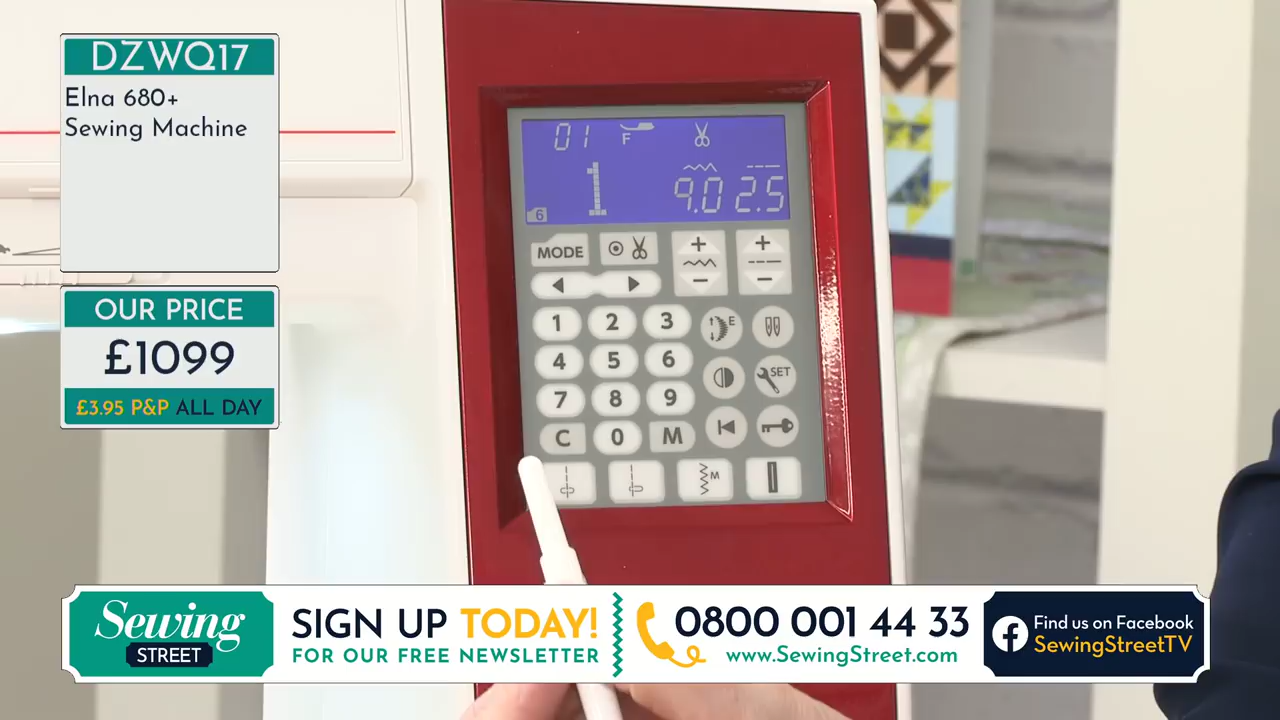 DZWQ17
Elna 680+
Sewing Machine
OUR PRICE
£1099
£3.95 P&P ALL DAY
01 F
1 9.0 2.5
6
MODE
1 2 3 E
4 5 6 SET
7 8 9
C 0 M
M
Sewing
STREET
SIGN UP TODAY!
FOR OUR FREE NEWSLETTER
0800 001 44 33
www.SewingStreet.com
Find us on Facebook
SewingStreetTV